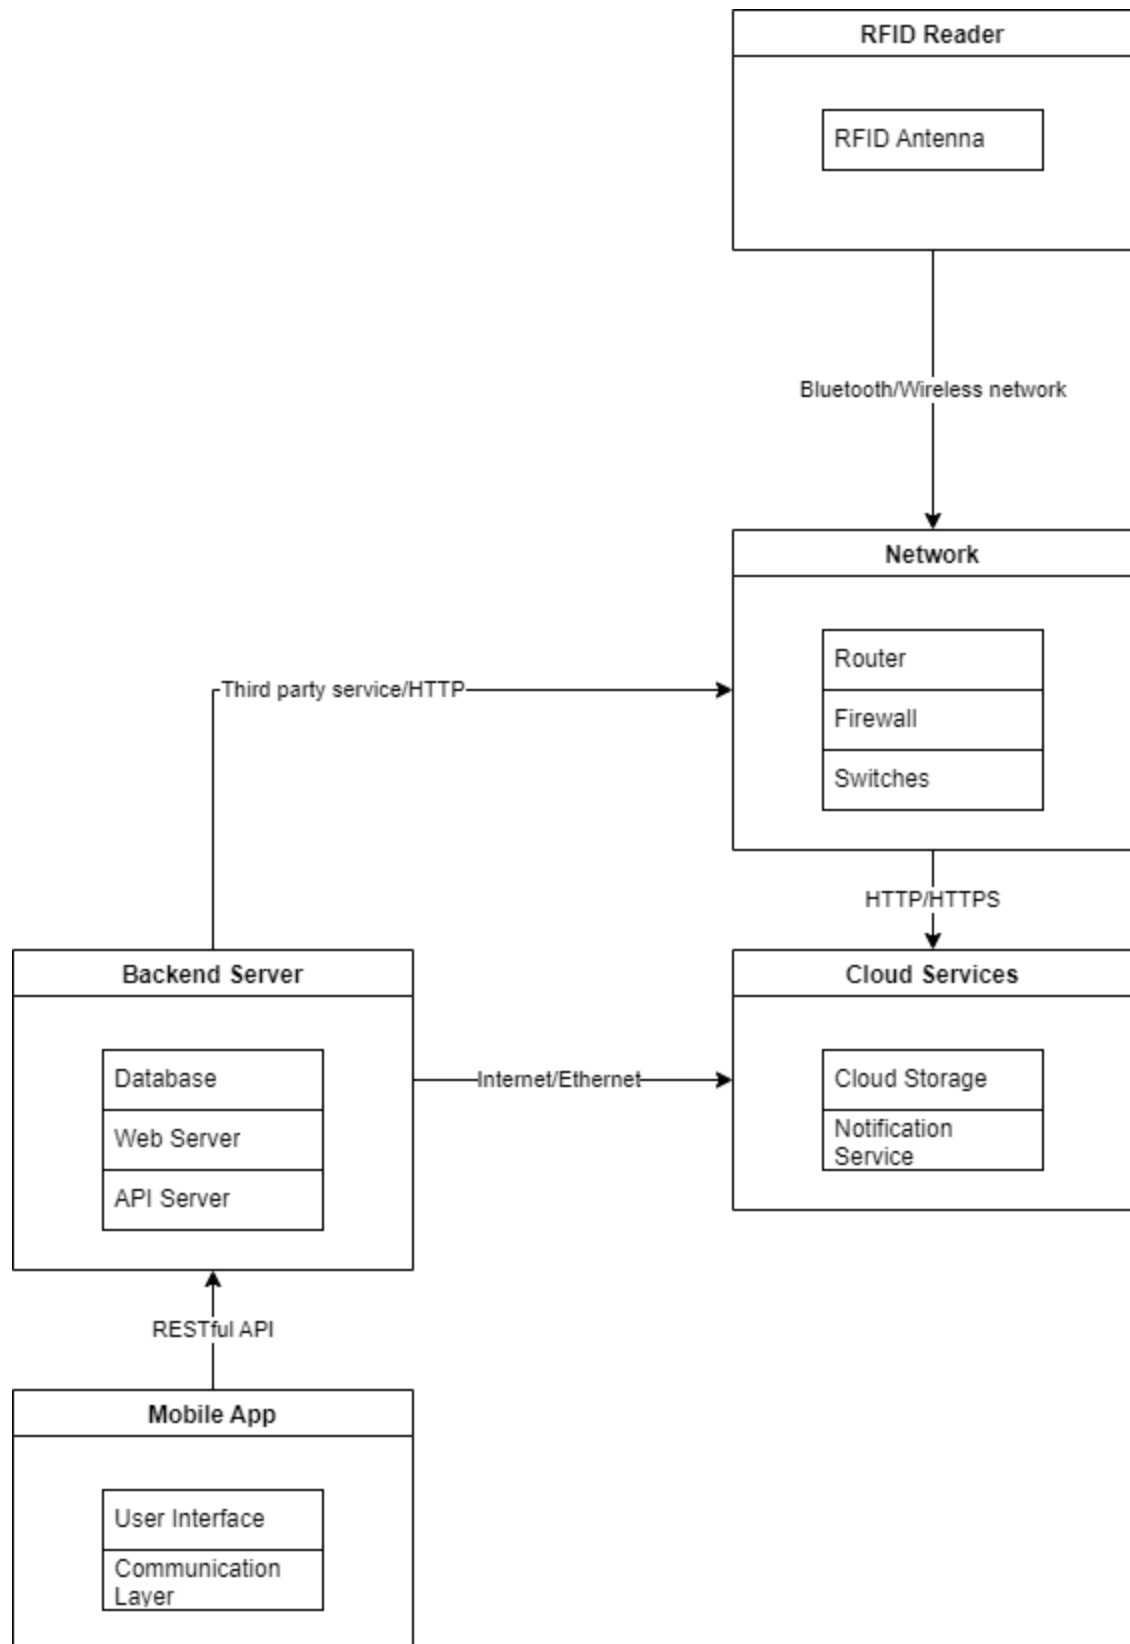 RFID Reader
RFID Antenna
Bluetooth/Wireless network
Network
Router
Firewall
Switches
Third party service/HTTP
HTTP/HTTPS
Backend Server
Database
Web Server
API Server
Internet/Ethernet
Cloud Services
Cloud Storage
Notification
Service
RESTful API
Mobile App
User Interface
Communication
Layer